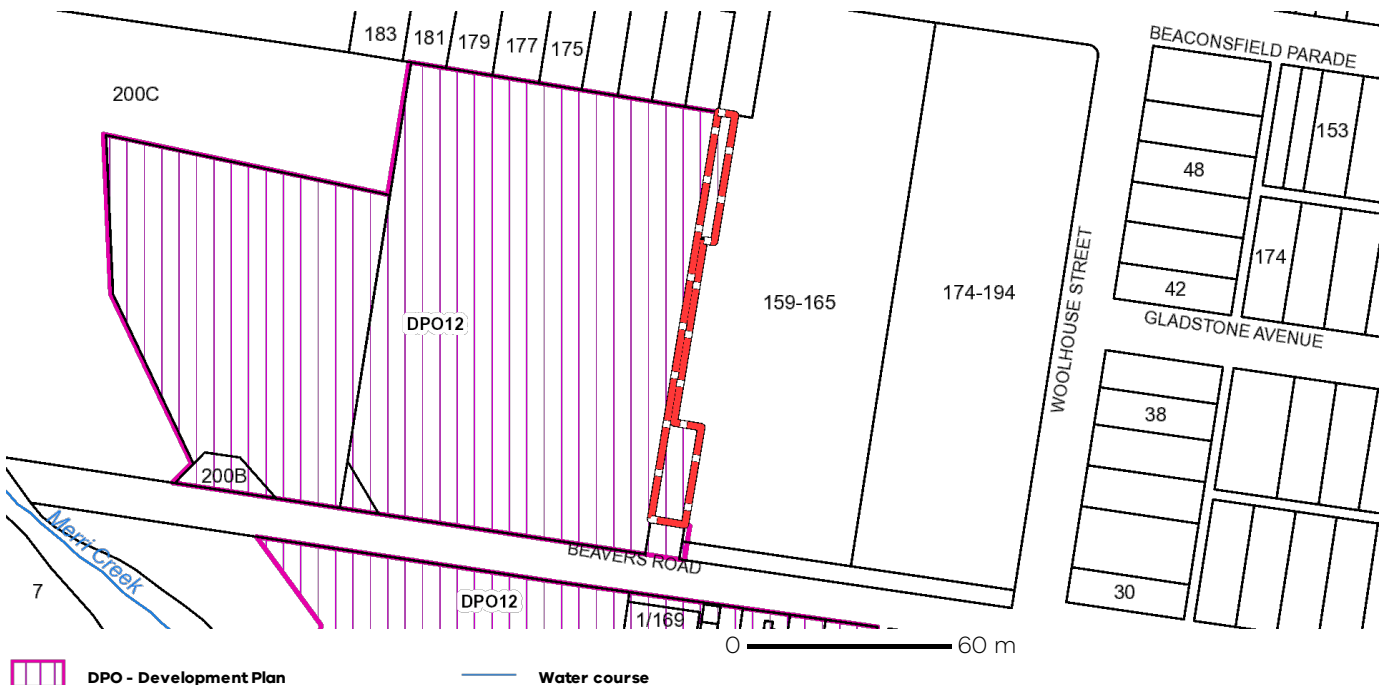 183
181
179
177
175
BEACONSFIELD PARADE
200C
153
48
WOOLHOUSE STREET
174
159-165
174-194
42
DPO12
GLADSTONE AVENUE
38
200B
Merri Creek
BEAVERS ROAD
7
DPO12
30
1/169
0
60 m
DPO - Development Plan
Water course